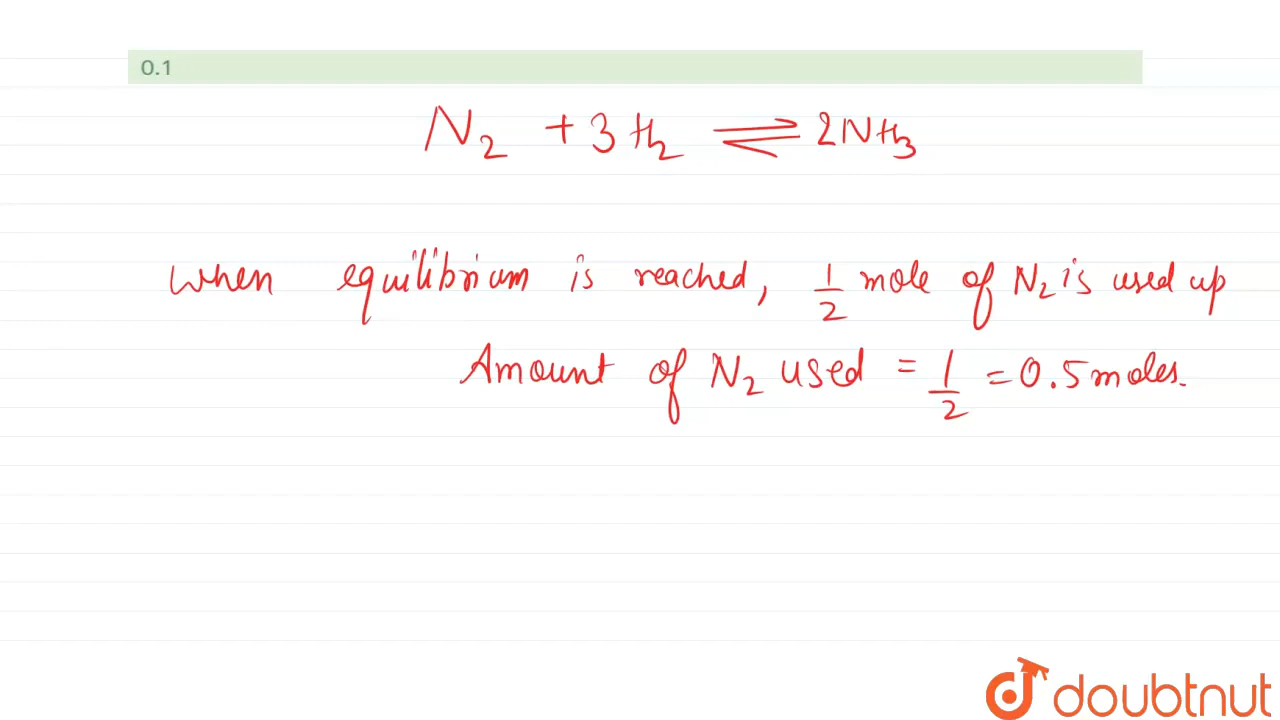 0.1
N₂ + 3H₂ ⇌ 2NH₃
When equilibrium is reached, 1/2 mole of N₂ is used up
Amount of N₂ used = 1/2 = 0.5 moles.
doubtnut